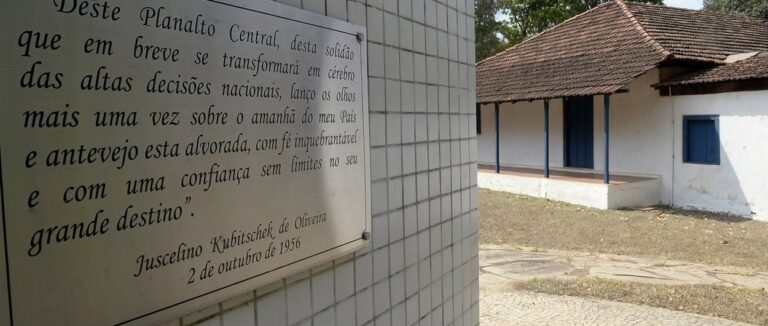 Deste Planalto Central, desta solidão
que em breve se transformará em cérebro
das altas decisões nacionais, lanço os olhos
mais uma vez sobre o amanhã do meu País
e antevejo esta alvorada, com fé inquebrantável
e com uma confiança sem limites no seu
grande destino”.
Juscelino Kubitschek de Oliveira
2 de outubro de 1956